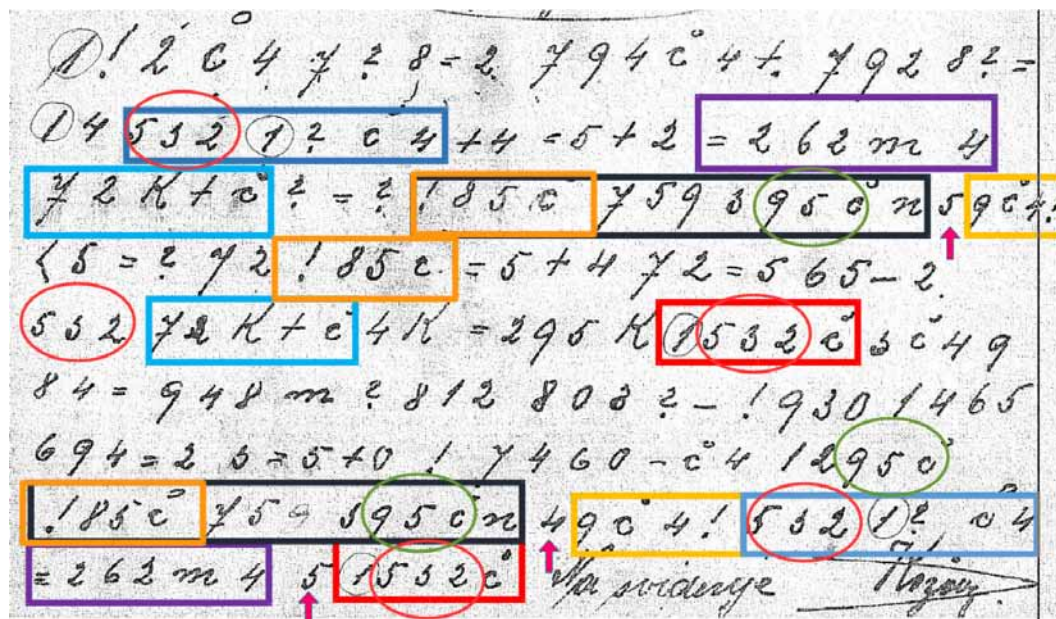 1! 2 č 4 7 ? 8 = 2. 7 9 4 č 4 +. 7 9 2 8 ? =
1 4 5 3 2 1 ? č 4 + 4 = 5 + 2 = 2 6 2 m 4
7 2 K + č ? = ? ! 8 5 č 7 5 9 3 9 5 č n 5 9 č 4 !
( 5 = ? 7 2 ! 8 5 č = 5 + 4 7 2 = 5 6 5 - 2.
5 3 2 7 2 K + č 4 K = 2 9 5 K 1 5 3 2 č 3 č 4 9
8 4 = 9 4 8 m ? 8 1 2 8 0 3 ? - ! 9 3 0 1 4 6 5
6 9 4 = 2 3 = 5 + 0 ! 7 4 6 0 - č 4 1 2 9 5 č
! 8 5 č 7 5 9 3 9 5 č n 4 9 č 4 ! 5 3 2 1 ? č 4
= 2 6 2 m 4 5 1 5 3 2 č Na svidenje